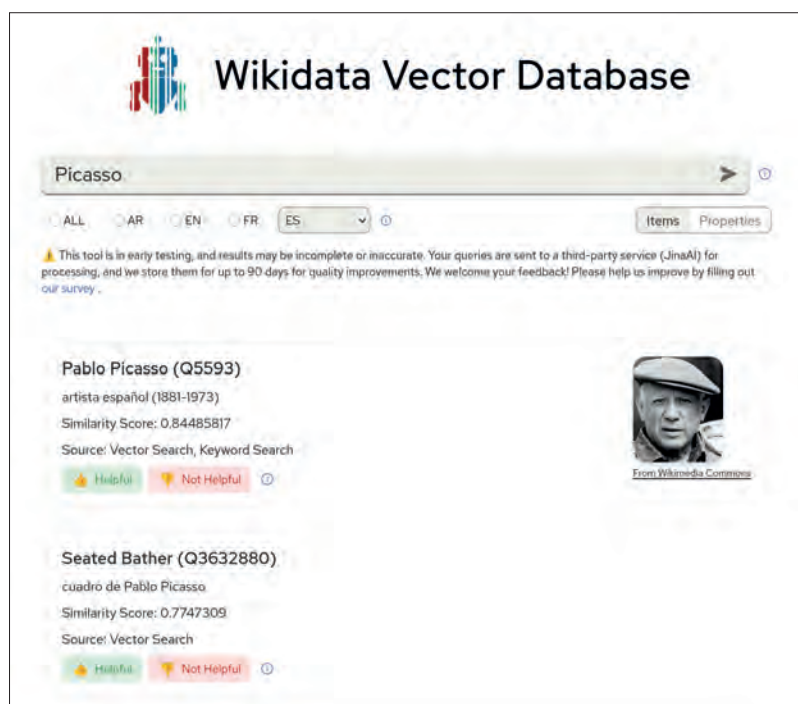 Wikidata Vector Database
Picasso
ALL AR EN FR ES Items Properties
⚠ This tool is in early testing, and results may be incomplete or inaccurate. Your queries are sent to a third-party service (JinaAI) for
processing, and we store them for up to 90 days for quality improvements. We welcome your feedback! Please help us improve by filling out
our survey .
Pablo Picasso (Q5593)
artista español (1881-1973)
Similarity Score: 0.84485817
Source: Vector Search, Keyword Search
👍 Helpful 👎 Not Helpful
From Wikimedia Commons
Seated Bather (Q3632880)
cuadro de Pablo Picasso
Similarity Score: 0.7747309
Source: Vector Search
👍 Helpful 👎 Not Helpful